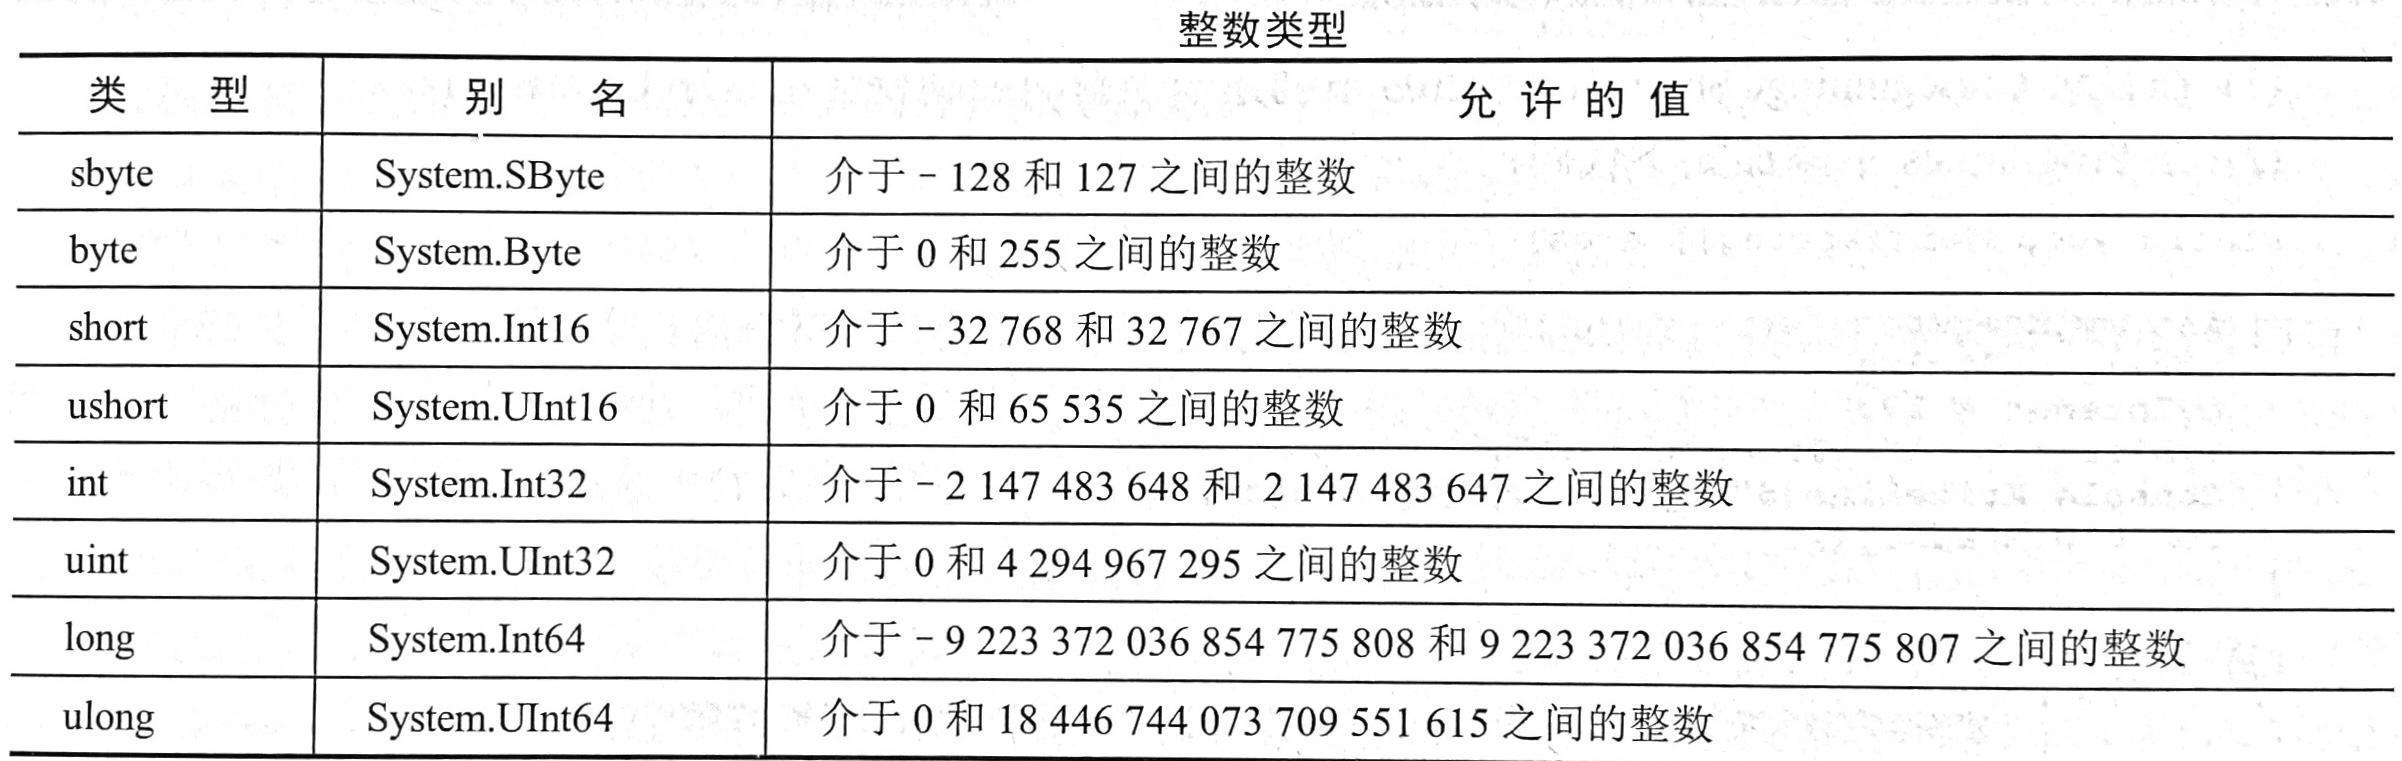 整数类型
类 型 别 名 允许的值
sbyte System.SByte 介于－128 和 127 之间的整数
byte System.Byte 介于 0 和 255 之间的整数
short System.Int16 介于－32 768 和 32 767 之间的整数
ushort System.UInt16 介于 0 和 65 535 之间的整数
int System.Int32 介于－2 147 483 648 和 2 147 483 647 之间的整数
uint System.UInt32 介于 0 和 4 294 967 295 之间的整数
long System.Int64 介于－9 223 372 036 854 775 808 和 9 223 372 036 854 775 807 之间的整数
ulong System.UInt64 介于 0 和 18 446 744 073 709 551 615 之间的整数